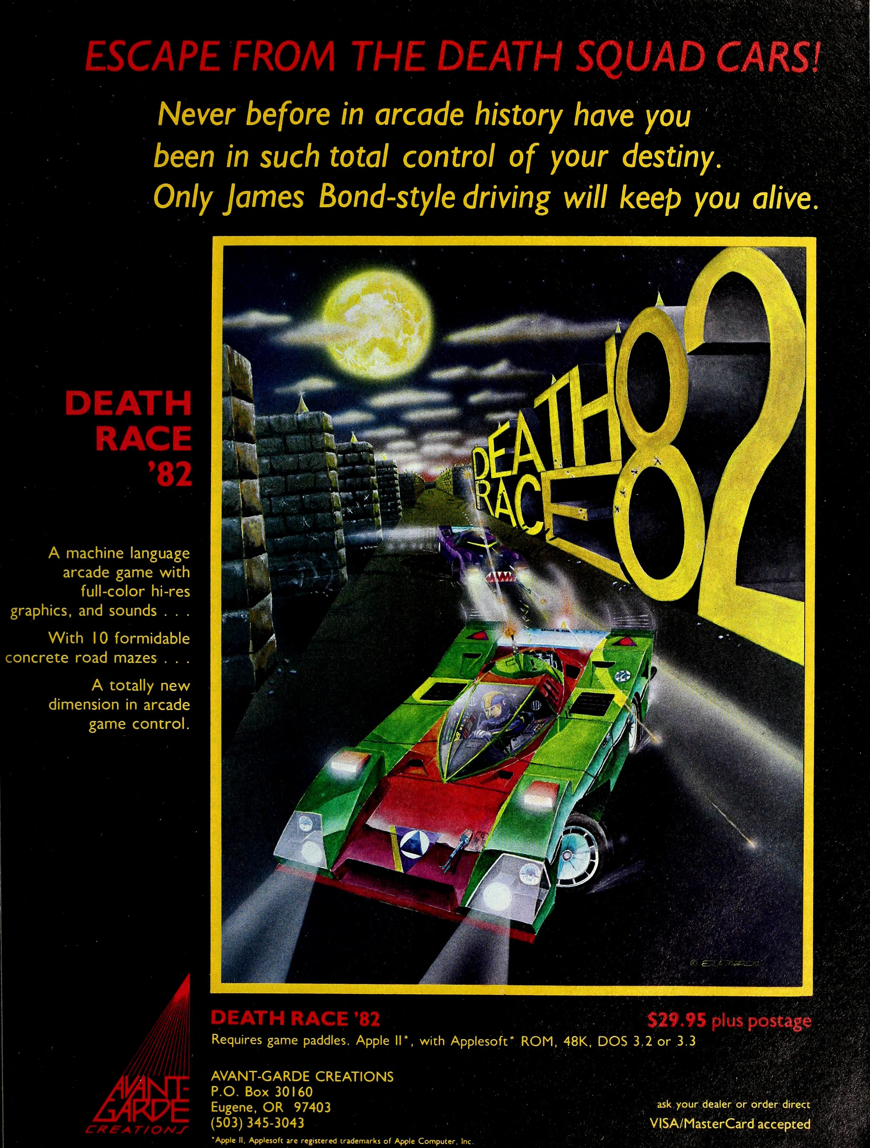 ESCAPE FROM THE DEATH SQUAD CARS!
Never before in arcade history have you
been in such total control of your destiny.
Only James Bond-style driving will keep you alive.
DEATH
RACE
'82
A machine language
arcade game with
full-color hi-res
graphics, and sounds . . .
With 10 formidable
concrete road mazes . . .
A totally new
dimension in arcade
game control.
DEATH
RACE
82
DEATH RACE '82
$29.95 plus postage
Requires game paddles. Apple II*, with Applesoft* ROM, 48K, DOS 3.2 or 3.3
AVANT-
GARDE
CREATIONS
AVANT-GARDE CREATIONS
P.O. Box 30160
Eugene, OR 97403
(503) 345-3043
ask your dealer or order direct
VISA/MasterCard accepted
*Apple II, Applesoft are registered trademarks of Apple Computer, Inc.